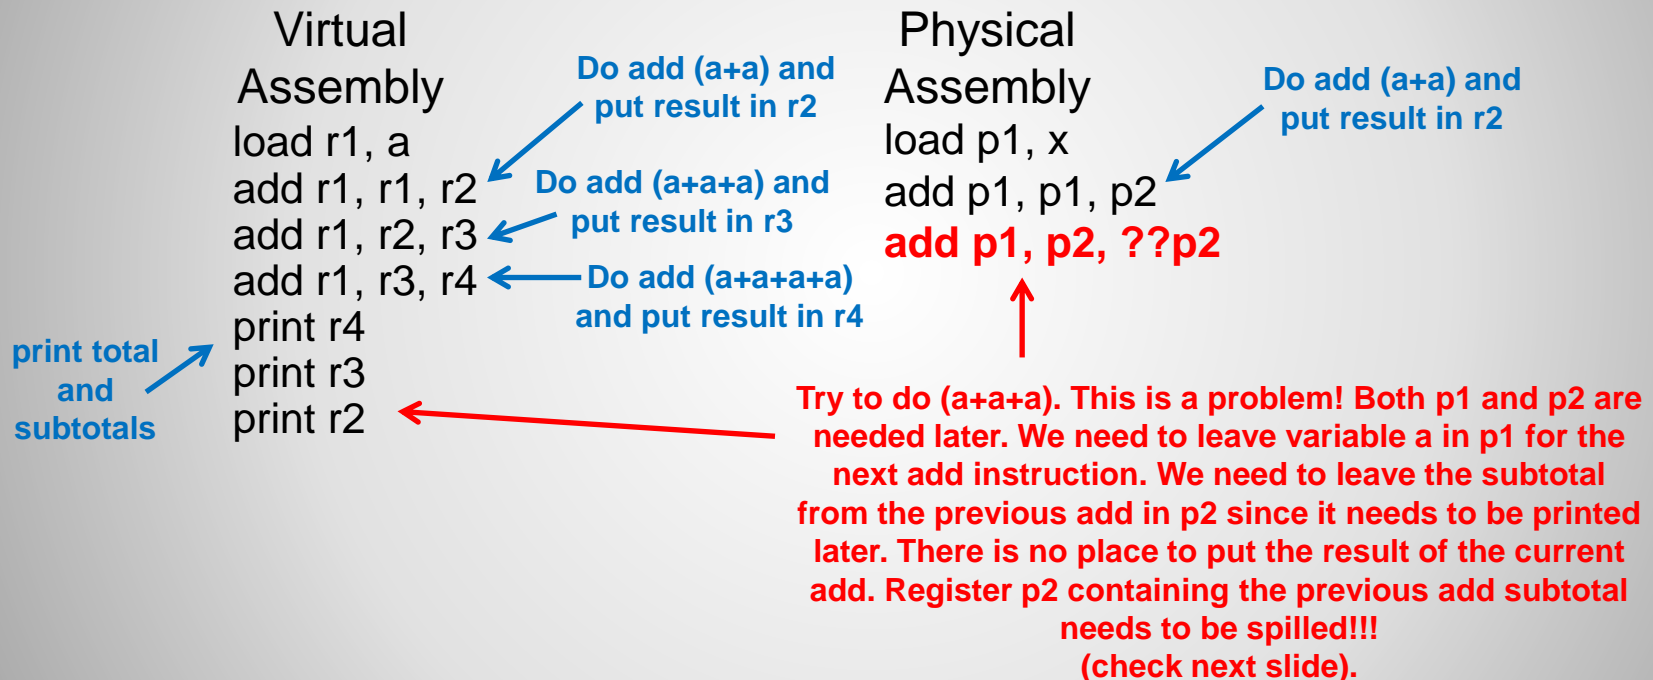 Virtual
Assembly
load r1, a
add r1, r1, r2
add r1, r2, r3
add r1, r3, r4
print r4
print r3
print r2
Do add (a+a) and
put result in r2
Do add (a+a+a) and
put result in r3
Do add (a+a+a+a)
and put result in r4
print total
and
subtotals
Physical
Assembly
load p1, x
add p1, p1, p2
add p1, p2, ??p2
Do add (a+a) and
put result in r2
Try to do (a+a+a). This is a problem! Both p1 and p2 are
needed later. We need to leave variable a in p1 for the
next add instruction. We need to leave the subtotal
from the previous add in p2 since it needs to be printed
later. There is no place to put the result of the current
add. Register p2 containing the previous add subtotal
needs to be spilled!!!
(check next slide).